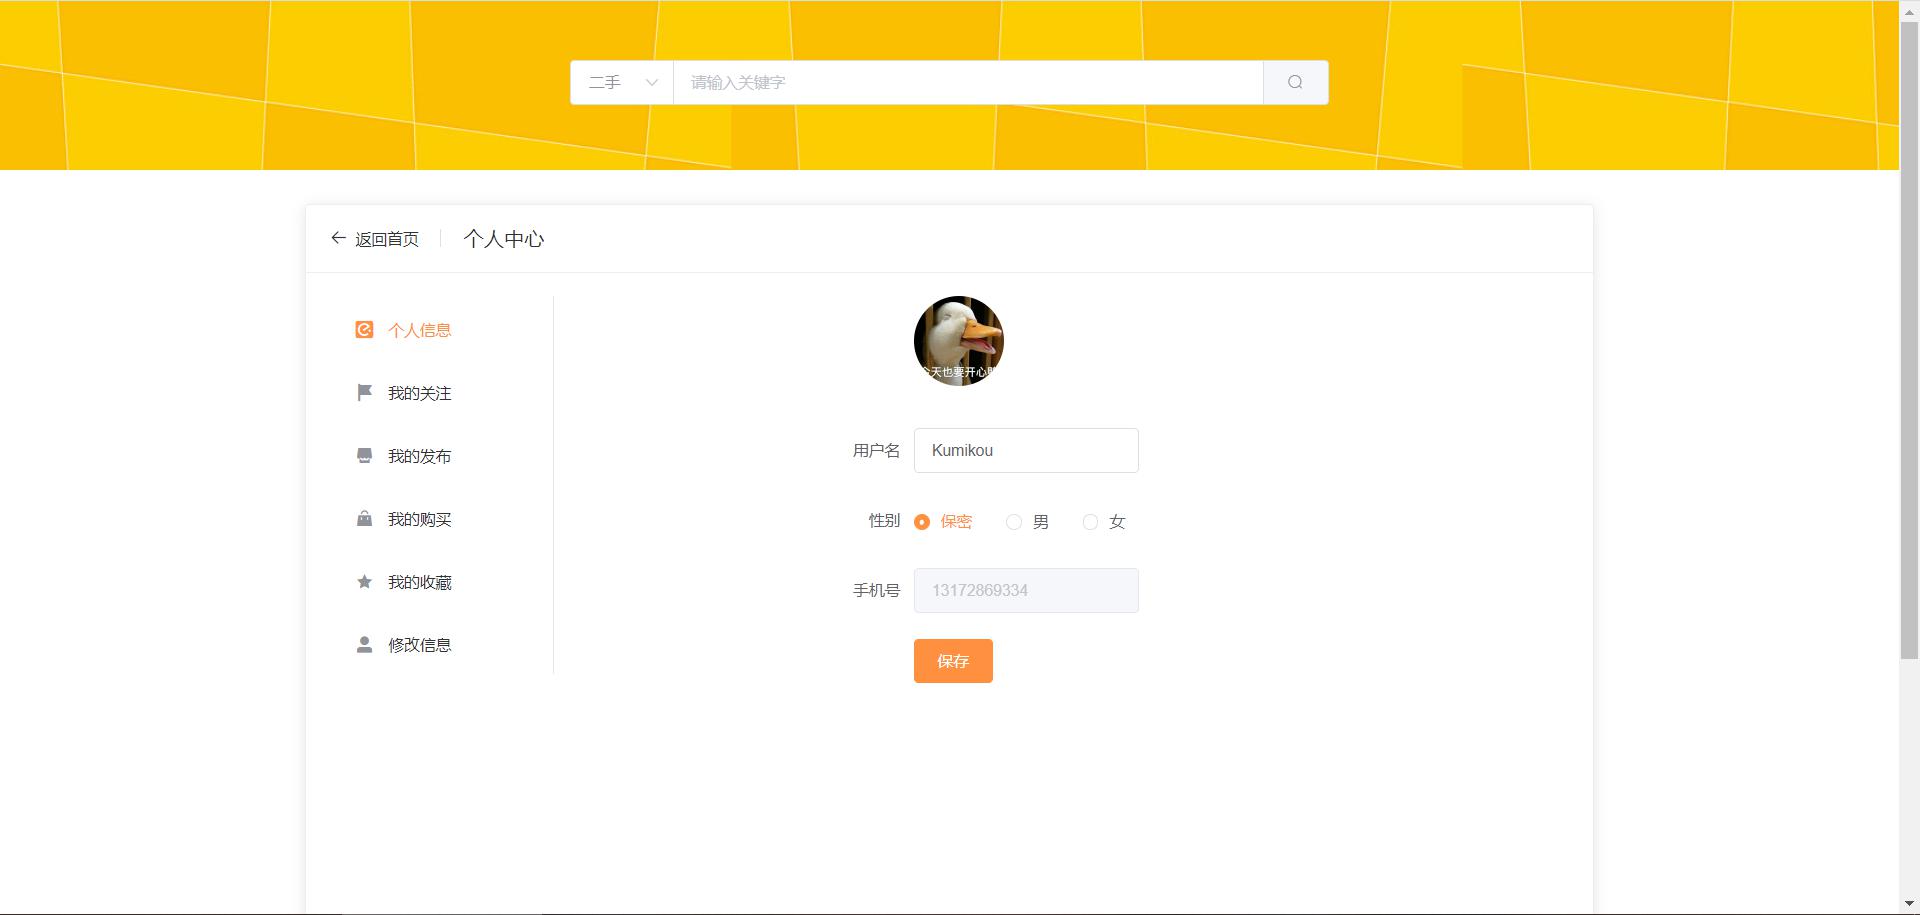 二手
请输入关键字
返回首页
个人中心
个人信息
我的关注
我的发布
我的购买
我的收藏
修改信息
今天也要开心
用户名
Kumikou
性别
保密
男
女
手机号
13172869334
保存